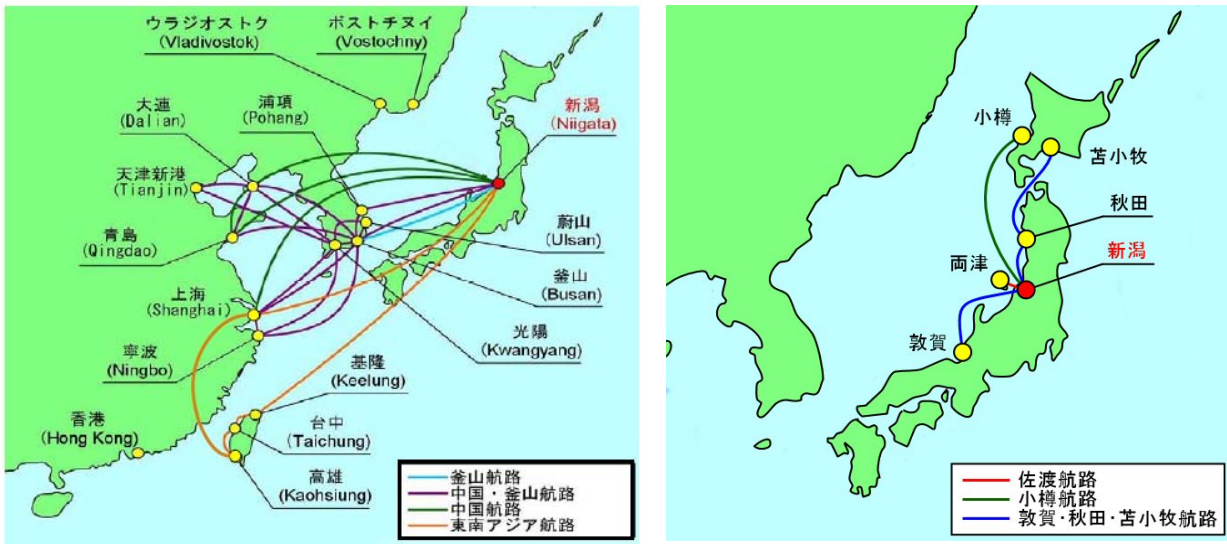 ウラジオストク
(Vladivostok)
ボストチヌイ
(Vostochny)
大連
(Dalian)
浦項
(Pohang)
新潟
(Niigata)
天津新港
(Tianjin)
青島
(Qingdao)
蔚山
(Ulsan)
釜山
(Busan)
上海
(Shanghai)
光陽
(Kwangyang)
寧波
(Ningbo)
基隆
(Keelung)
香港
(Hong Kong)
台中
(Taichung)
高雄
(Kaohsiung)
釜山航路
中国・釜山航路
中国航路
東南アジア航路
小樽
苫小牧
秋田
新潟
両津
敦賀
佐渡航路
小樽航路
敦賀・秋田・苫小牧航路